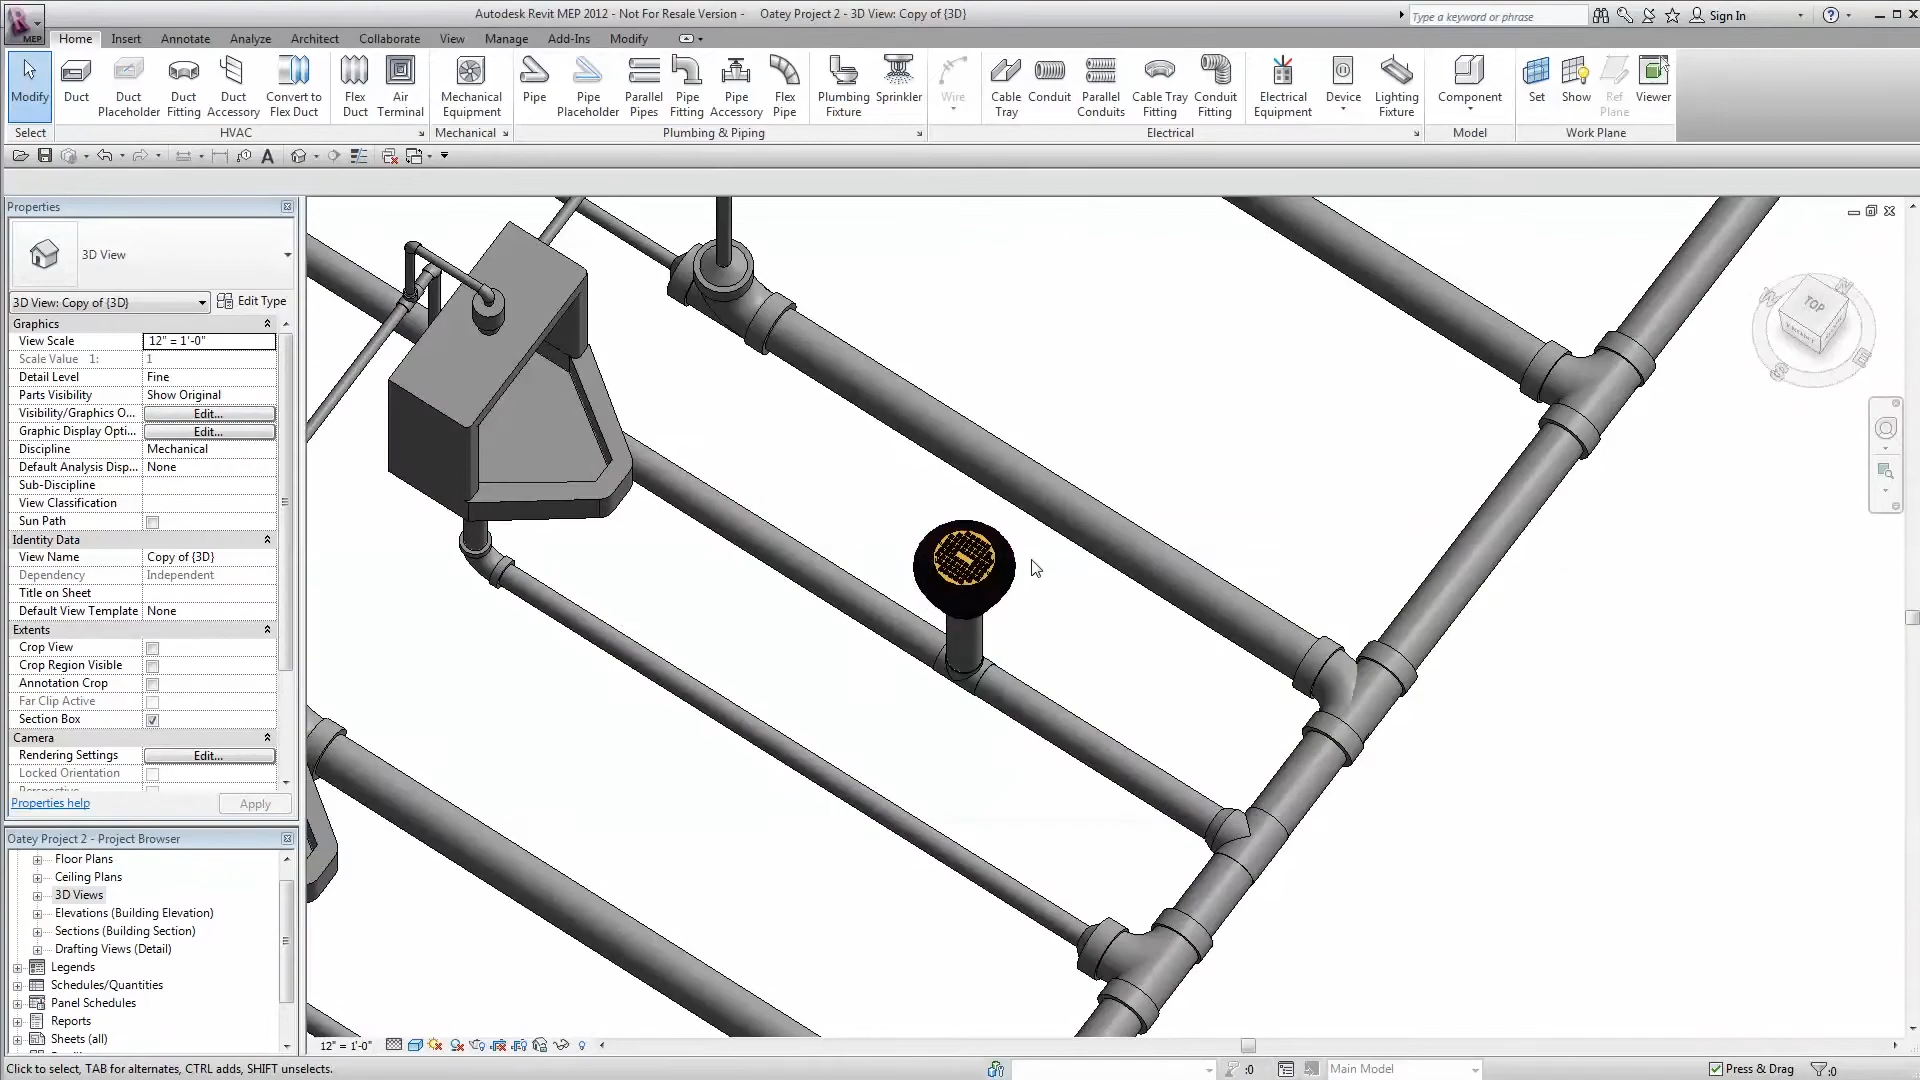 Autodesk Revit MEP 2012 - Not For Resale Version - Oatey Project 2 - 3D View: Copy of {3D}
Type a keyword or phrase
Sign In
MEP
Home Insert Annotate Analyze Architect Collaborate View Manage Add-Ins Modify
Modify
Duct
Duct Placeholder
Duct Fitting
Duct Accessory
Convert to Flex Duct
Flex Duct
Air Terminal
Mechanical Equipment
Pipe
Pipe Placeholder
Parallel Pipes
Pipe Fitting
Pipe Accessory
Flex Pipe
Plumbing Fixture
Sprinkler
Wire
Cable Tray
Conduit
Parallel Conduits
Cable Tray Fitting
Conduit Fitting
Electrical Equipment
Device
Lighting Fixture
Component
Set
Show
Ref Plane
Viewer
Select HVAC Mechanical Plumbing & Piping Electrical Model Work Plane
Properties
3D View
3D View: Copy of {3D} Edit Type
Graphics
View Scale 12" = 1'-0"
Scale Value 1: 1
Detail Level Fine
Parts Visibility Show Original
Visibility/Graphics O... Edit...
Graphic Display Opti... Edit...
Discipline Mechanical
Default Analysis Disp... None
Sub-Discipline
View Classification
Sun Path
Identity Data
View Name Copy of {3D}
Dependency Independent
Title on Sheet
Default View Template None
Extents
Crop View
Crop Region Visible
Annotation Crop
Far Clip Active
Section Box
Camera
Rendering Settings Edit...
Locked Orientation
Properties help Apply
Oatey Project 2 - Project Browser
Floor Plans
Ceiling Plans
3D Views
Elevations (Building Elevation)
Sections (Building Section)
Drafting Views (Detail)
Legends
Schedules/Quantities
Panel Schedules
Reports
Sheets (all)
TOP
N
W
E
S
12" = 1'-0"
Click to select, TAB for alternates, CTRL adds, SHIFT unselects.
:0
Main Model
Press & Drag
:0